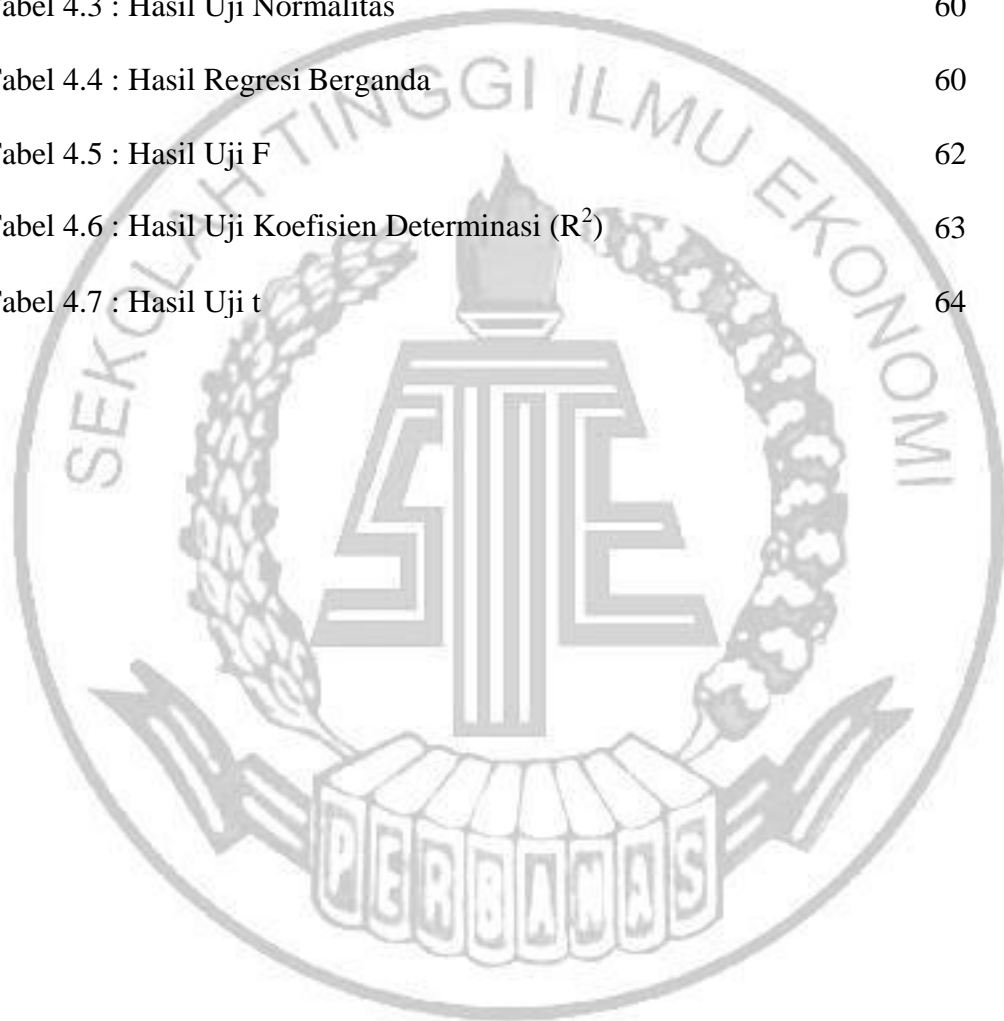 Tabel 4.3 : Hasil Uji Normalitas 60
Tabel 4.4 : Hasil Regresi Berganda 60
Tabel 4.5 : Hasil Uji F 62
Tabel 4.6 : Hasil Uji Koefisien Determinasi (R²) 63
Tabel 4.7 : Hasil Uji t 64
SEKOLAH TINGGI ILMU EKONOMI
STIE
PERBANAS